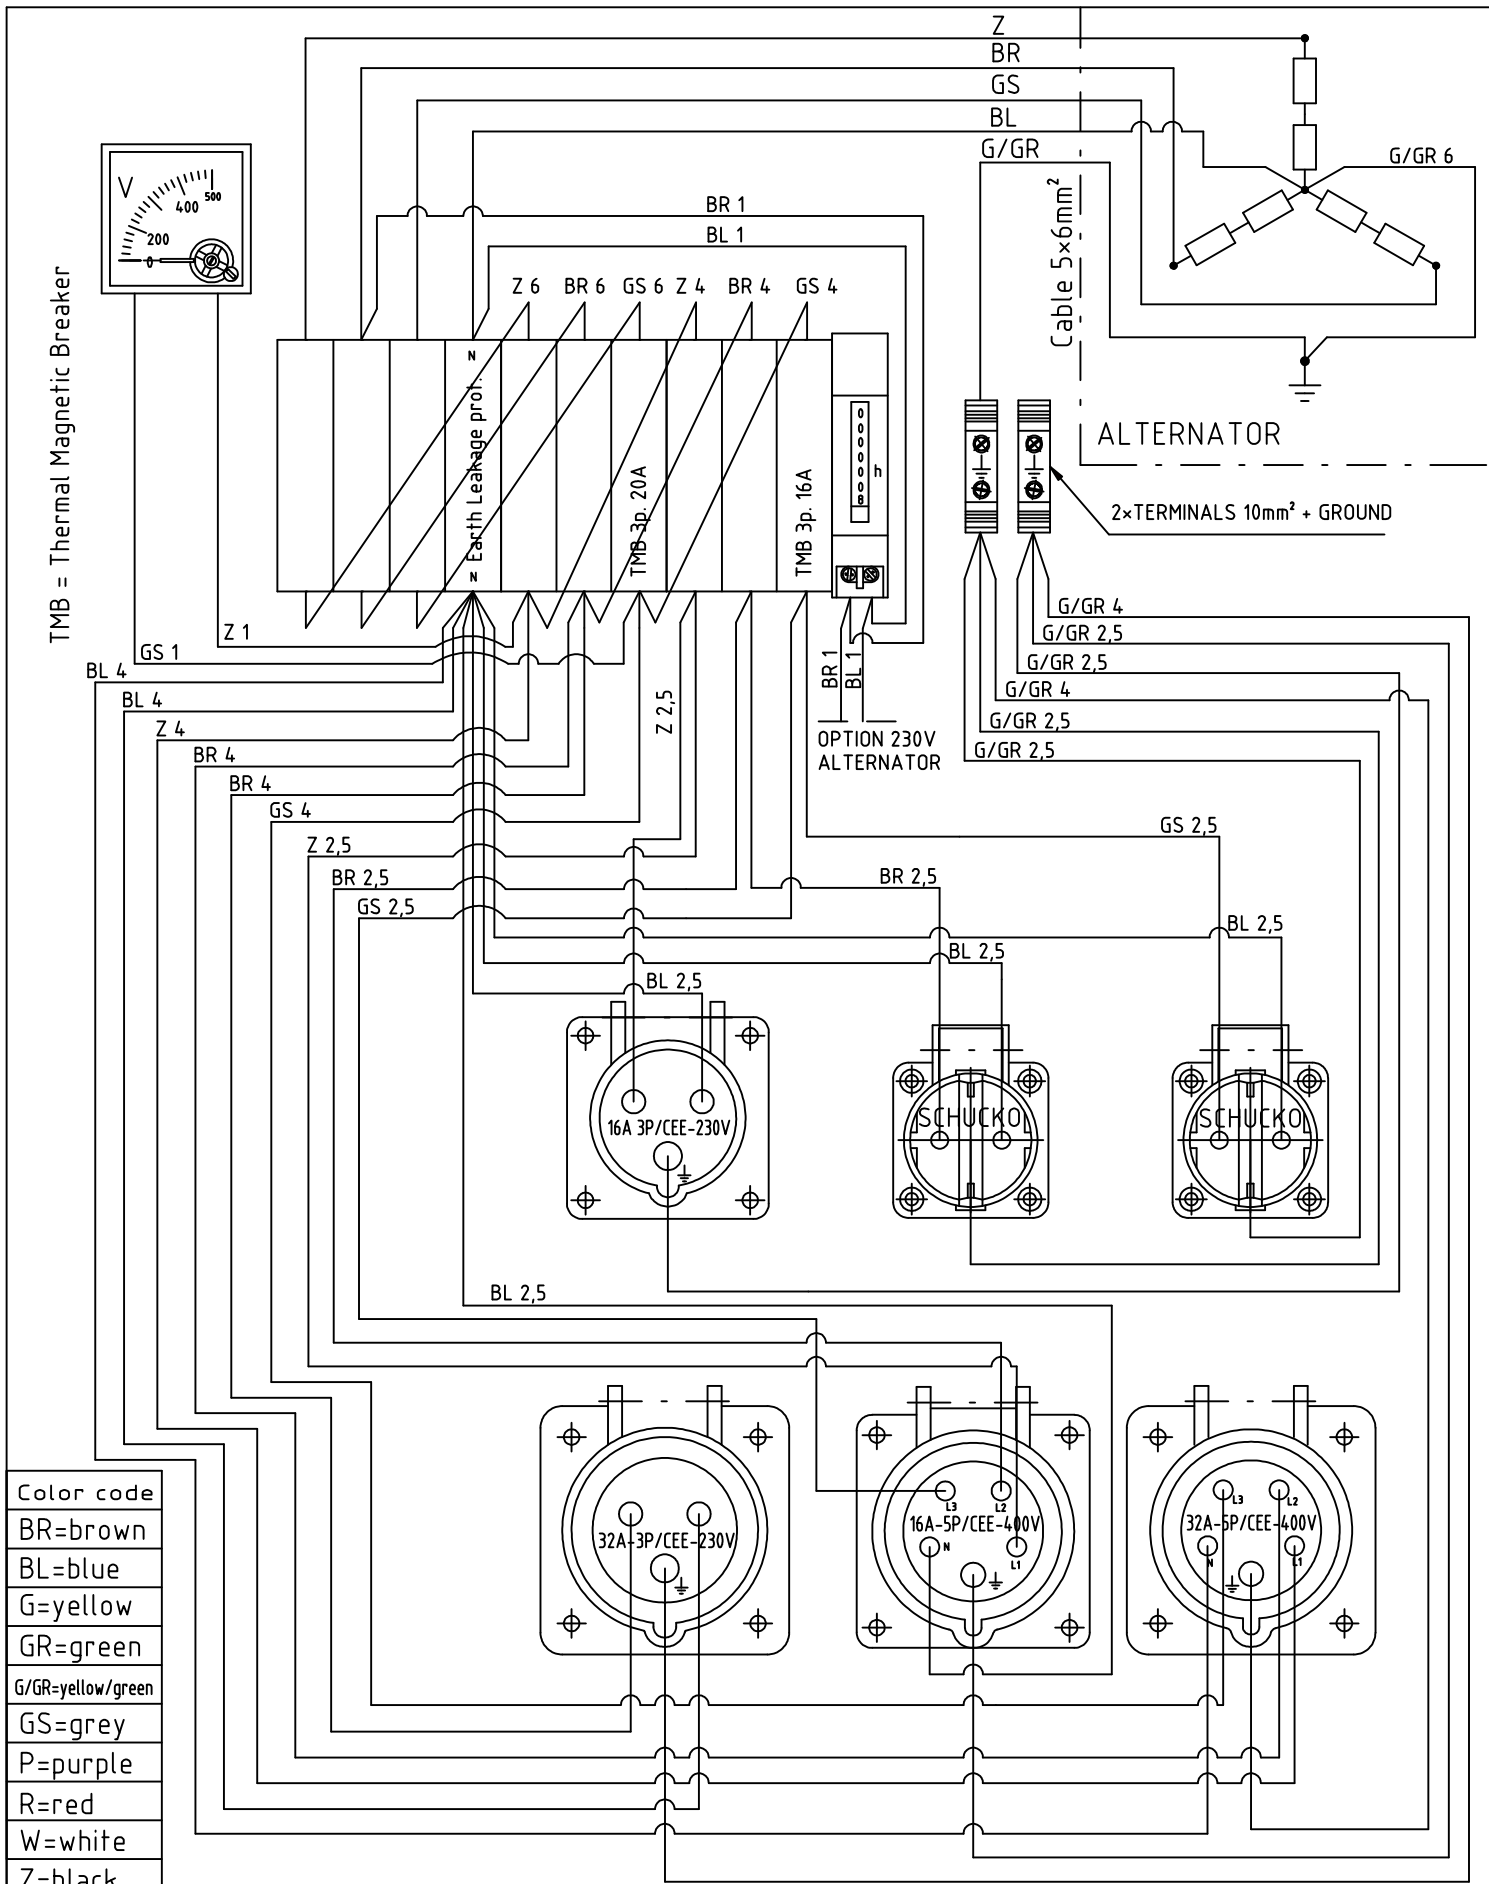 Z
BR
GS
BL
G/GR
G/GR 6
Cable 5×6mm²
V
0
200
400
500
BR 1
BL 1
TMB = Thermal Magnetic Breaker
Z 6
BR 6
GS 6
Z 4
BR 4
GS 4
N
Earth Leakage prot.
N
TMB 3p. 20A
TMB 3p. 16A
0000008
h
ALTERNATOR
2×TERMINALS 10mm² + GROUND
Z 1
GS 1
BL 4
BL 4
Z 4
BR 4
BR 4
GS 4
Z 2,5
BR 2,5
GS 2,5
Z 2,5
BR 1
BL 1
OPTION 230V
ALTERNATOR
G/GR 4
G/GR 2,5
G/GR 2,5
G/GR 4
G/GR 2,5
G/GR 2,5
GS 2,5
BR 2,5
BL 2,5
BL 2,5
BL 2,5
16A 3P/CEE-230V
SCHUCKO
SCHUCKO
BL 2,5
32A-3P/CEE-230V
L3
L2
16A-5P/CEE-400V
N
L1
L3
L2
32A-5P/CEE-400V
N
L1
Color code
BR=brown
BL=blue
G=yellow
GR=green
G/GR=yellow/green
GS=grey
P=purple
R=red
W=white
Z=black